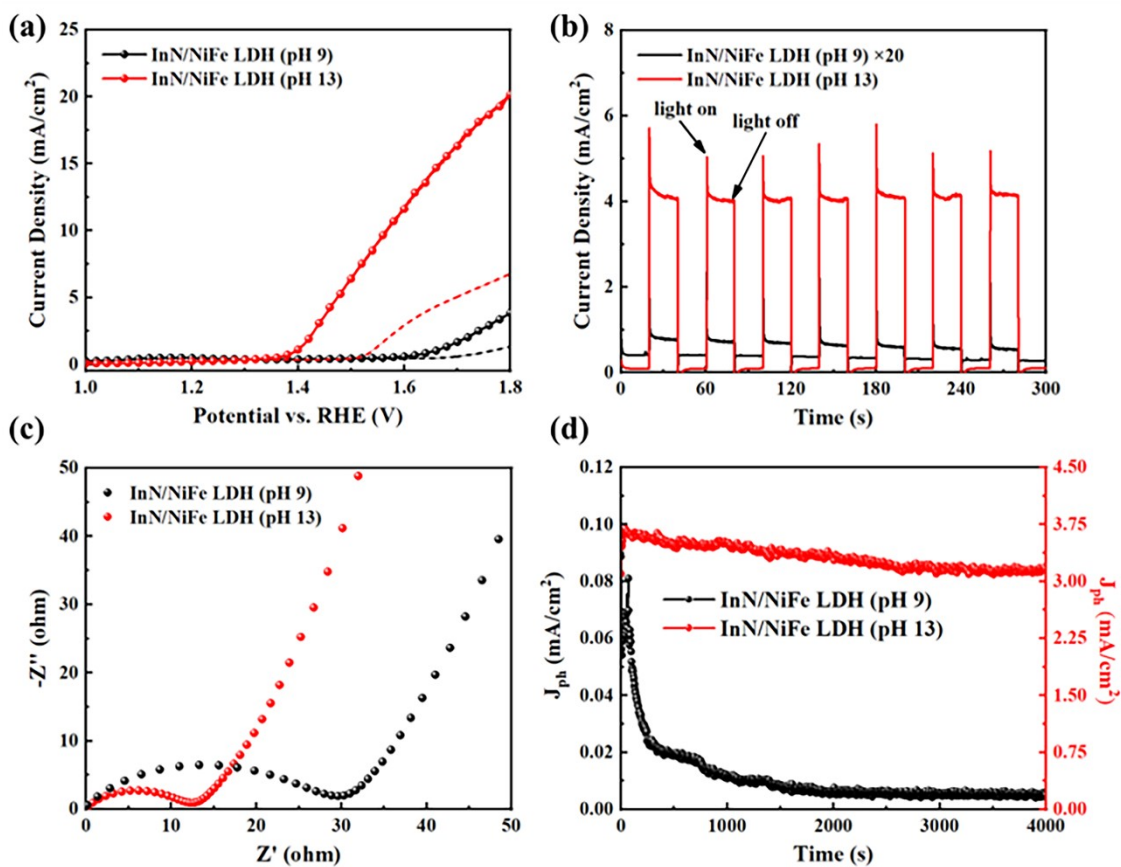 (a)
InN/NiFe LDH (pH 9)
InN/NiFe LDH (pH 13)
Current Density (mA/cm²)
25
20
15
10
5
0
1.0 1.2 1.4 1.6 1.8
Potential vs. RHE (V)
(b)
InN/NiFe LDH (pH 9) ×20
InN/NiFe LDH (pH 13)
light on
light off
Current Density (mA/cm²)
8
6
4
2
0
0 60 120 180 240 300
Time (s)
(c)
InN/NiFe LDH (pH 9)
InN/NiFe LDH (pH 13)
-Z'' (ohm)
50
40
30
20
10
0
0 10 20 30 40 50
Z' (ohm)
(d)
InN/NiFe LDH (pH 9)
InN/NiFe LDH (pH 13)
Jph (mA/cm²)
0.12
0.10
0.08
0.06
0.04
0.02
0.00
0 1000 2000 3000 4000
Time (s)
4.50
3.75
3.00
2.25
1.50
0.75
0.00
Jph (mA/cm²)